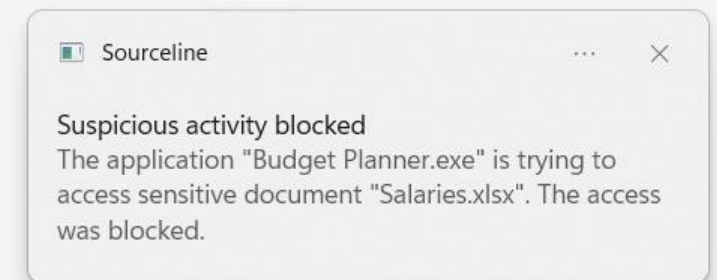 Sourceline
Suspicious activity blocked
The application "Budget Planner.exe" is trying to
access sensitive document "Salaries.xlsx". The access
was blocked.